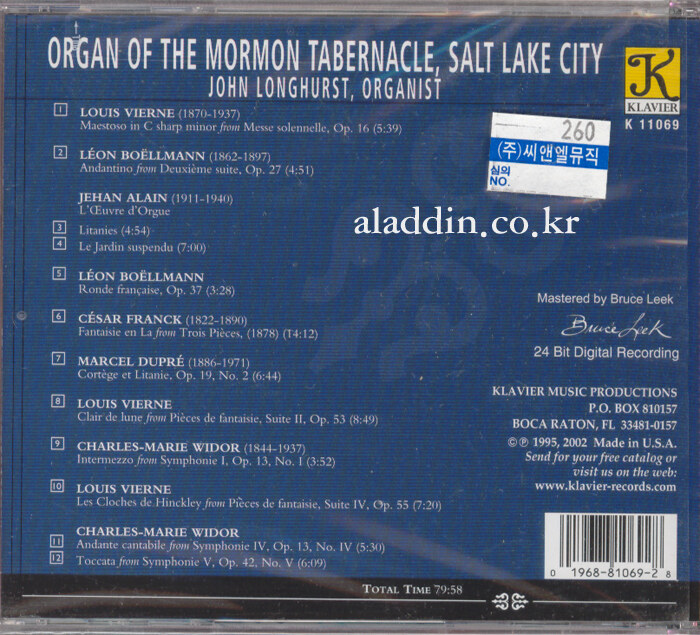 ORGAN OF THE MORMON TABERNACLE, SALT LAKE CITY
JOHN LONGHURST, ORGANIST
K
KLAVIER
K 11069
260
(주)씨앤엘뮤직
심의
NO.
aladdin.co.kr
1 LOUIS VIERNE (1870-1937)
Maestoso in C sharp minor from Messe solennelle, Op. 16 (5:39)
2 LÉON BOËLLMANN (1862-1897)
Andantino from Deuxième suite, Op. 27 (4:51)
JEHAN ALAIN (1911-1940)
L'Œuvre d'Orgue
3 Litanies (4:54)
4 Le Jardin suspendu (7:00)
5 LÉON BOËLLMANN
Ronde française, Op. 37 (3:28)
6 CÉSAR FRANCK (1822-1890)
Fantaisie en La from Trois Pièces, (1878) (14:12)
7 MARCEL DUPRÉ (1886-1971)
Cortège et Litanie, Op. 19, No. 2 (6:44)
8 LOUIS VIERNE
Clair de lune from Pièces de fantaisie, Suite II, Op. 53 (8:49)
9 CHARLES-MARIE WIDOR (1844-1937)
Intermezzo from Symphonie I, Op. 13, No. 1 (3:52)
10 LOUIS VIERNE
Les Cloches de Hinckley from Pièces de fantaisie, Suite IV, Op. 55 (7:20)
CHARLES-MARIE WIDOR
11 Andante cantabile from Symphonie IV, Op. 13, No. IV (5:30)
12 Toccata from Symphonie V, Op. 42, No. V (6:09)
Mastered by Bruce Leek
Bruce Leek
24 Bit Digital Recording
KLAVIER MUSIC PRODUCTIONS
P.O. BOX 810157
BOCA RATON, FL 33481-0157
©℗ 1995, 2002 Made in U.S.A.
Send for your free catalog or
visit us on the web:
www.klavier-records.com
0 1968-81069-2 8
TOTAL TIME 79:58